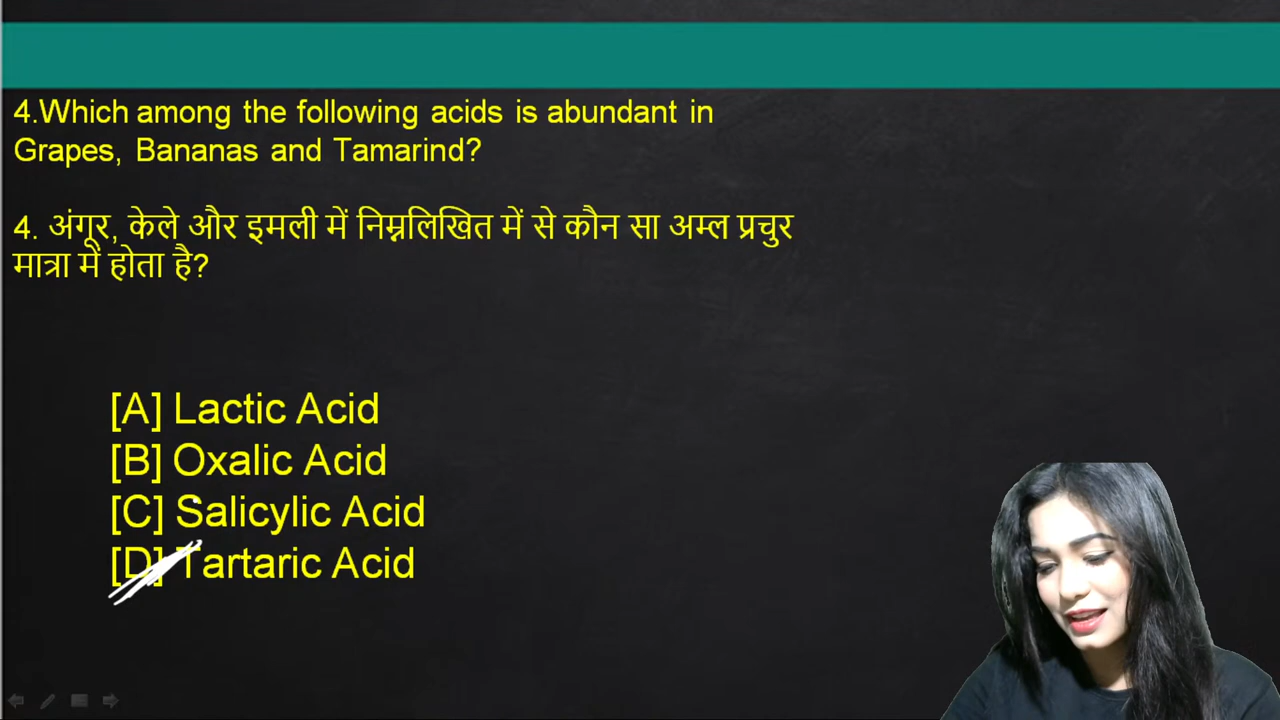 4.Which among the following acids is abundant in
Grapes, Bananas and Tamarind?
4. अंगूर, केले और इमली में निम्नलिखित में से कौन सा अम्ल प्रचुर
मात्रा में होता है?
[A] Lactic Acid
[B] Oxalic Acid
[C] Salicylic Acid
[D] Tartaric Acid